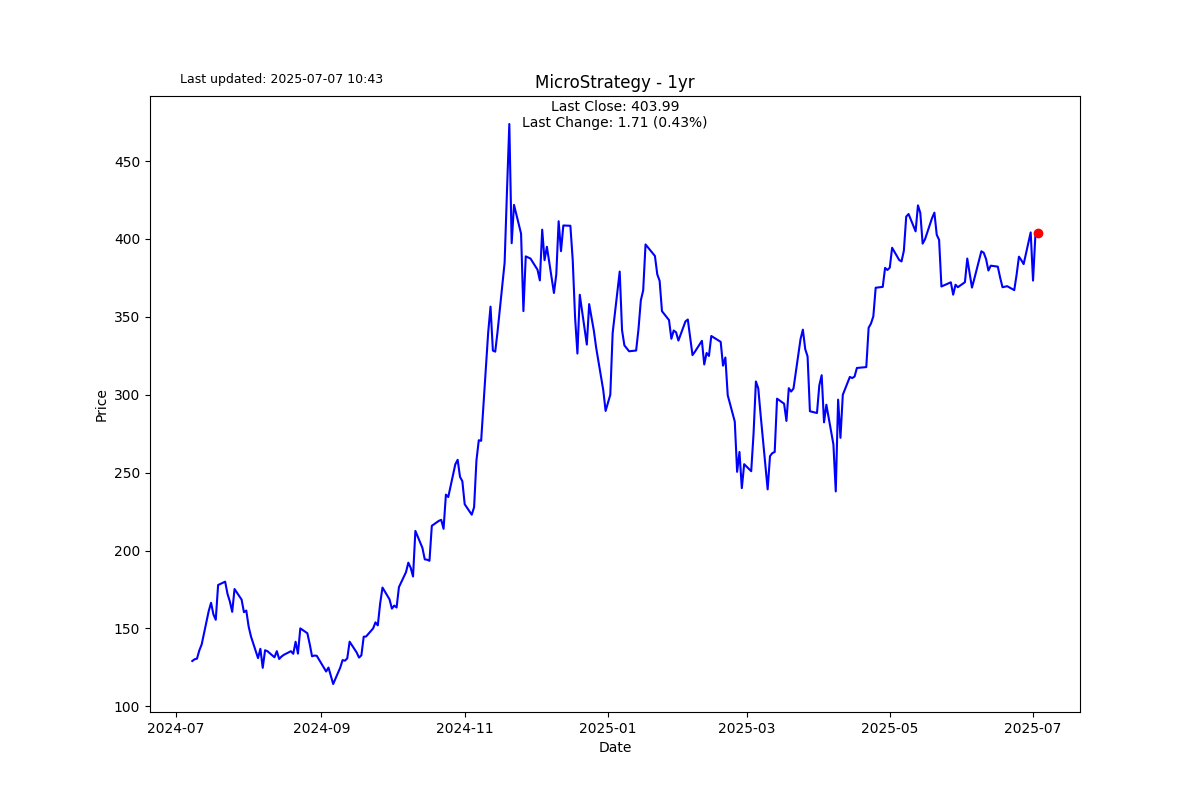 Last updated: 2025-07-07 10:43
MicroStrategy - 1yr
Last Close: 403.99
Last Change: 1.71 (0.43%)
450
400
350
300
250
200
150
100
Price
2024-07
2024-09
2024-11
2025-01
2025-03
2025-05
2025-07
Date